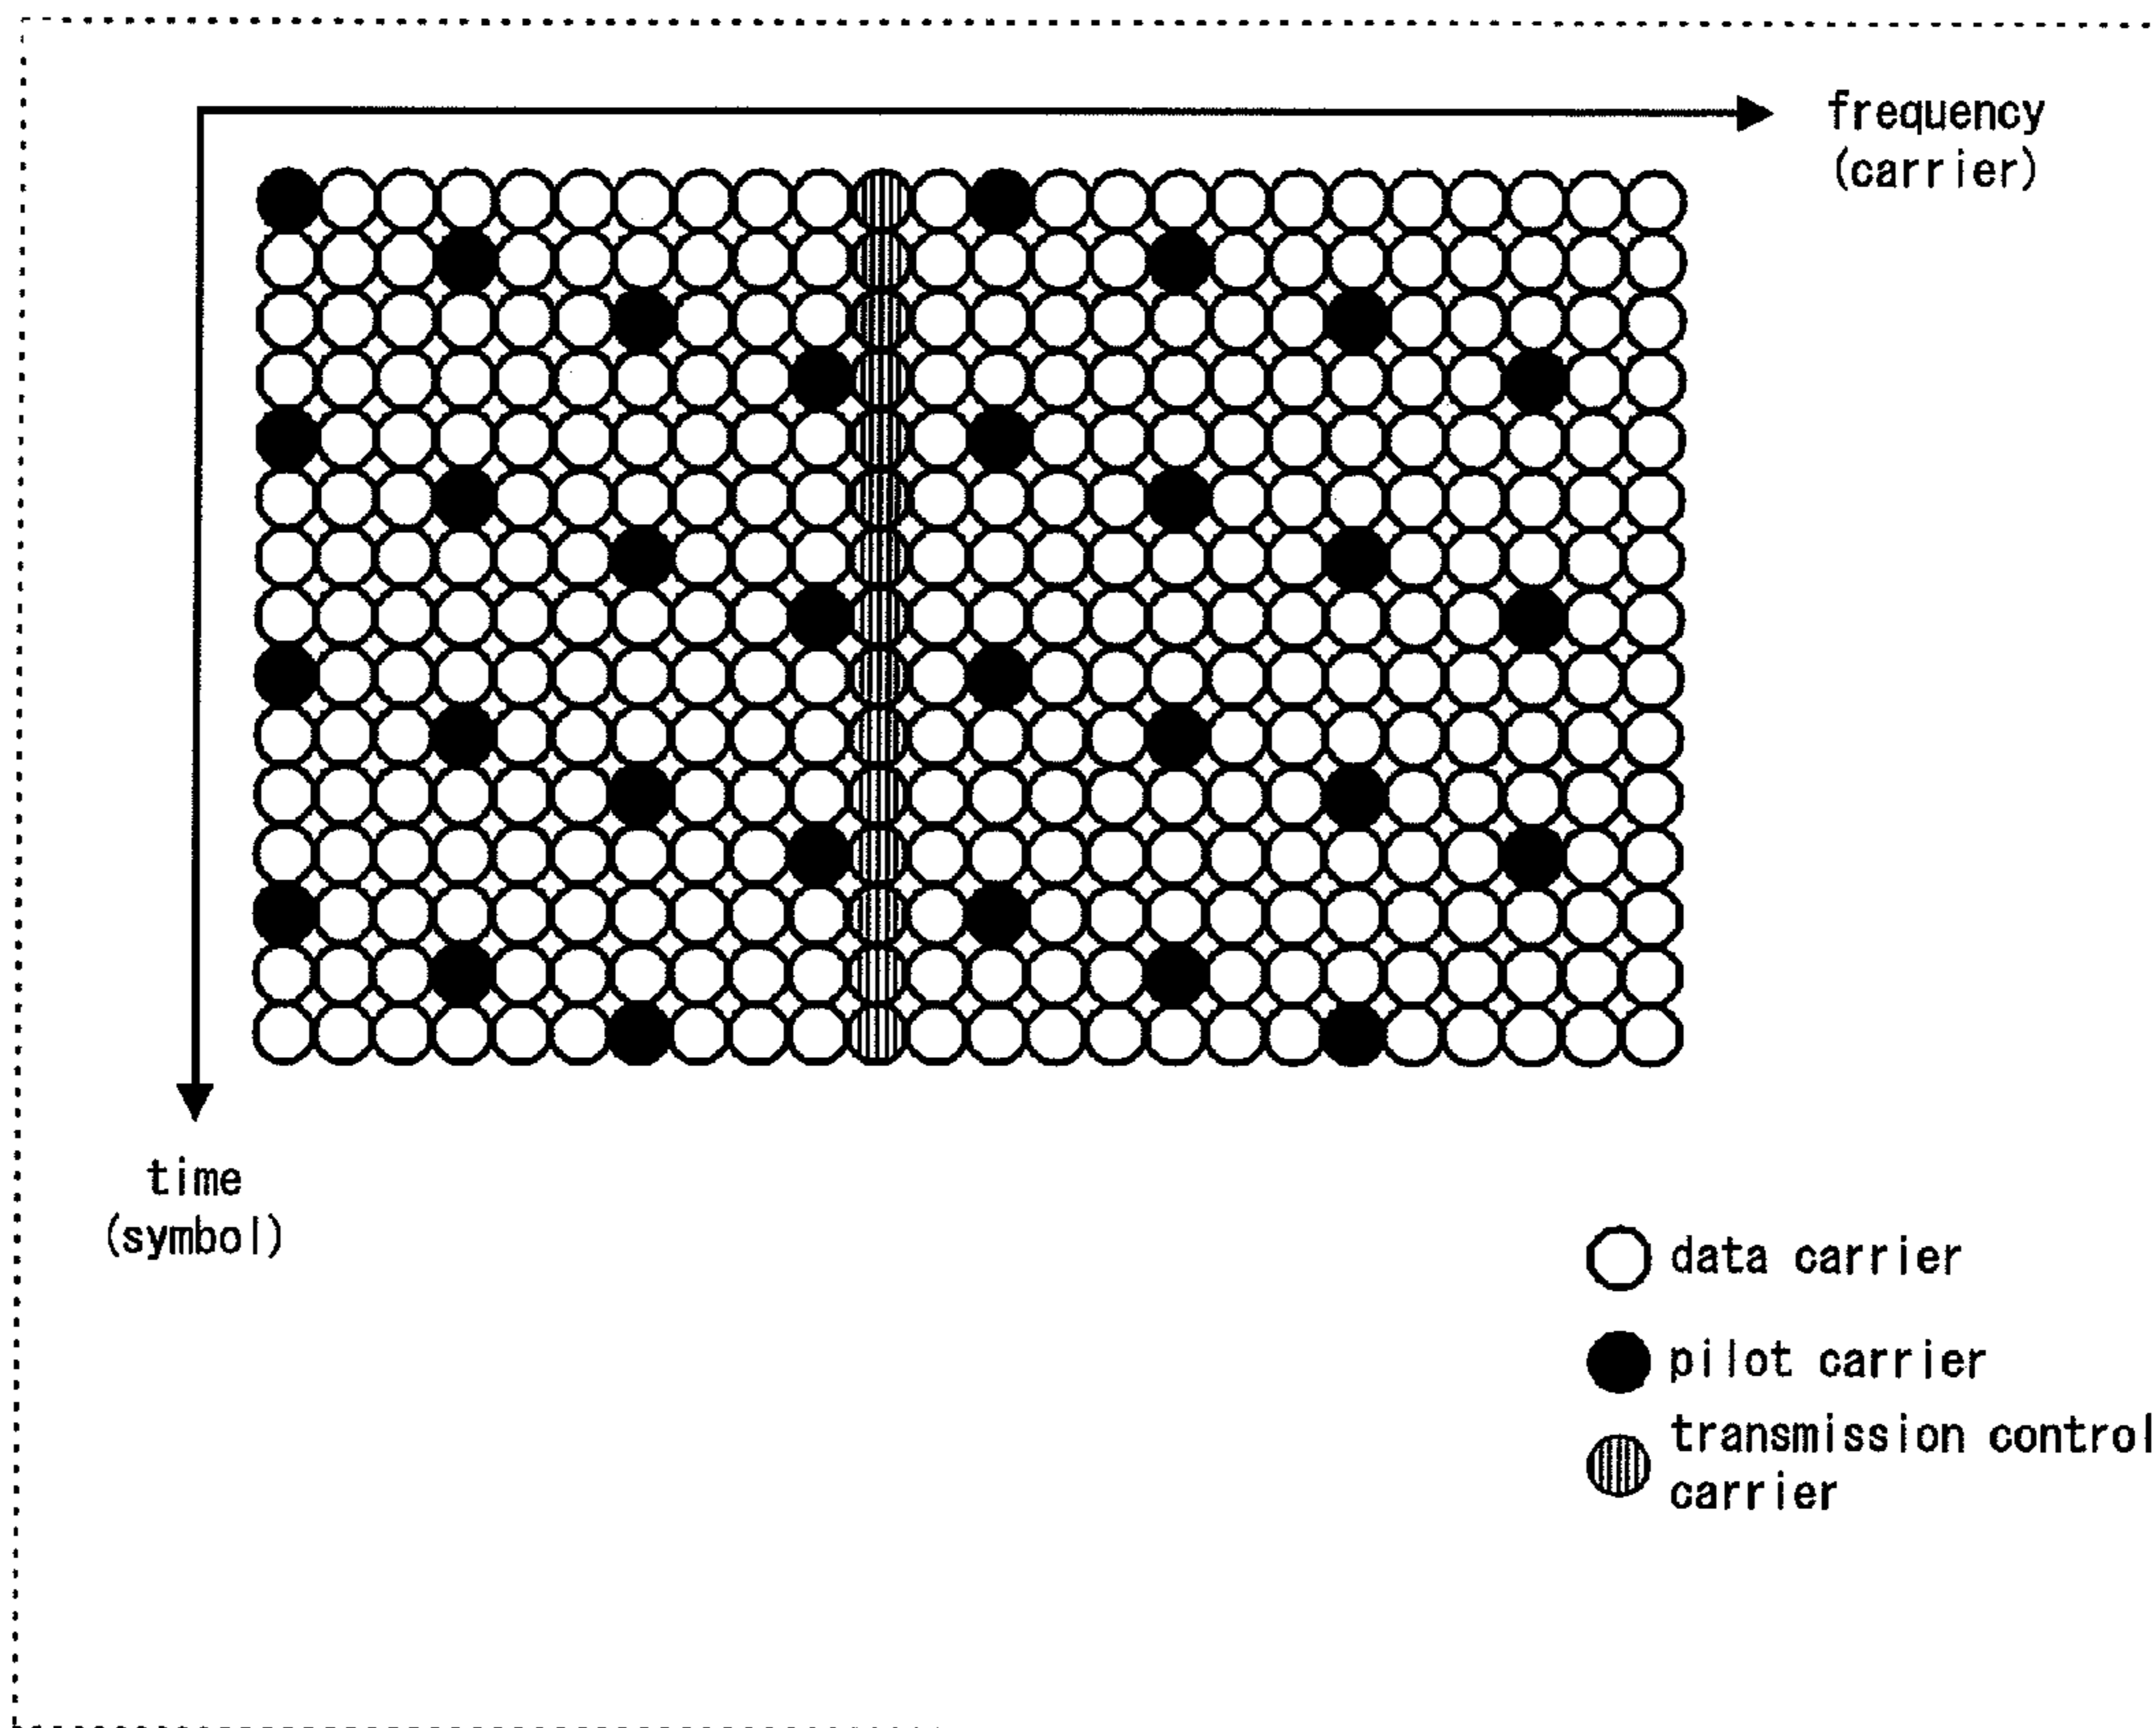 frequency
(carrier)
time
(symbol)
data carrier
pilot carrier
transmission control
carrier